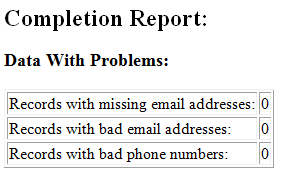 Completion Report:
Data With Problems:
Records with missing email addresses: 0
Records with bad email addresses: 0
Records with bad phone numbers: 0